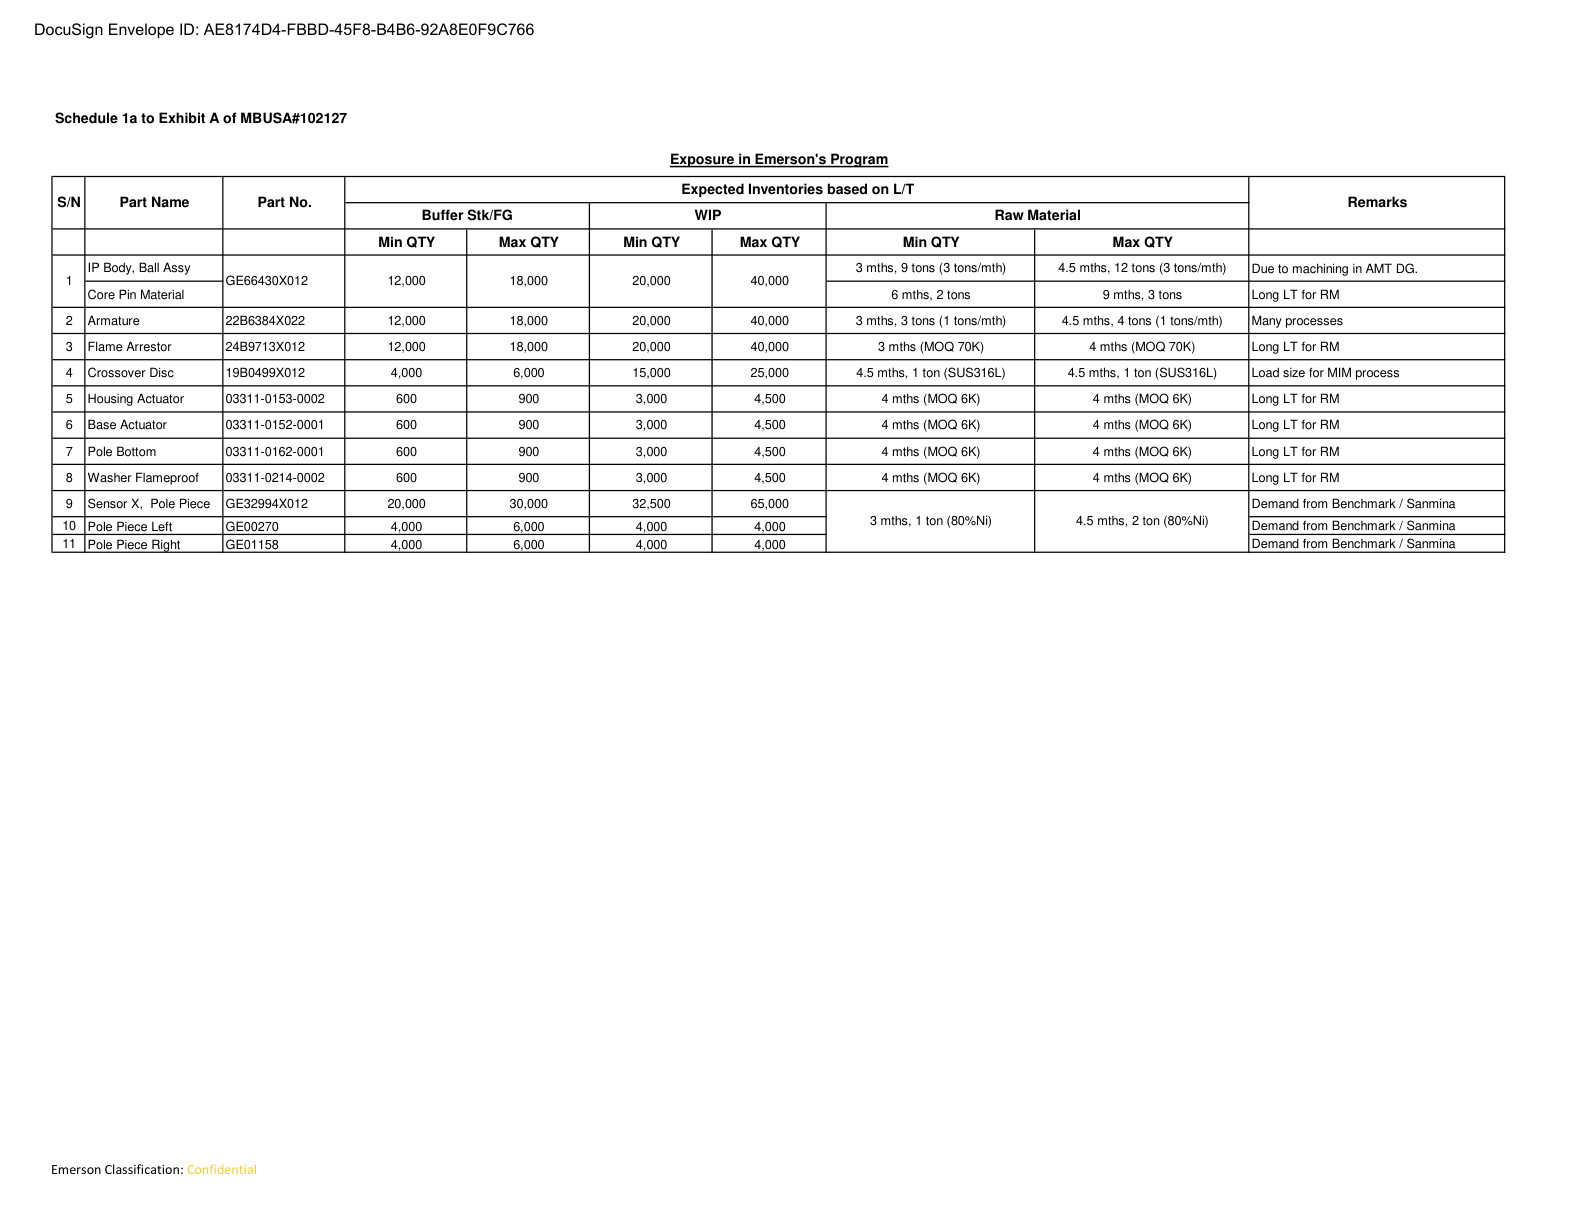 DocuSign Envelope ID: AE8174D4-FBBD-45F8-B4B6-92A8E0F9C766
Schedule 1a to Exhibit A of MBUSA#102127
Exposure in Emerson's Program
S/N Part Name Part No. Expected Inventories based on L/T Remarks
Buffer Stk/FG WIP Raw Material
Min QTY Max QTY Min QTY Max QTY Min QTY Max QTY
1 IP Body, Ball Assy GE66430X012 12,000 18,000 20,000 40,000 3 mths, 9 tons (3 tons/mth) 4.5 mths, 12 tons (3 tons/mth) Due to machining in AMT DG.
Core Pin Material 6 mths, 2 tons 9 mths, 3 tons Long LT for RM
2 Armature 22B6384X022 12,000 18,000 20,000 40,000 3 mths, 3 tons (1 tons/mth) 4.5 mths, 4 tons (1 tons/mth) Many processes
3 Flame Arrestor 24B9713X012 12,000 18,000 20,000 40,000 3 mths (MOQ 70K) 4 mths (MOQ 70K) Long LT for RM
4 Crossover Disc 19B0499X012 4,000 6,000 15,000 25,000 4.5 mths, 1 ton (SUS316L) 4.5 mths, 1 ton (SUS316L) Load size for MIM process
5 Housing Actuator 03311-0153-0002 600 900 3,000 4,500 4 mths (MOQ 6K) 4 mths (MOQ 6K) Long LT for RM
6 Base Actuator 03311-0152-0001 600 900 3,000 4,500 4 mths (MOQ 6K) 4 mths (MOQ 6K) Long LT for RM
7 Pole Bottom 03311-0162-0001 600 900 3,000 4,500 4 mths (MOQ 6K) 4 mths (MOQ 6K) Long LT for RM
8 Washer Flameproof 03311-0214-0002 600 900 3,000 4,500 4 mths (MOQ 6K) 4 mths (MOQ 6K) Long LT for RM
9 Sensor X, Pole Piece GE32994X012 20,000 30,000 32,500 65,000 3 mths, 1 ton (80%Ni) 4.5 mths, 2 ton (80%Ni) Demand from Benchmark / Sanmina
10 Pole Piece Left GE00270 4,000 6,000 4,000 4,000 Demand from Benchmark / Sanmina
11 Pole Piece Right GE01158 4,000 6,000 4,000 4,000 Demand from Benchmark / Sanmina
Emerson Classification: Confidential